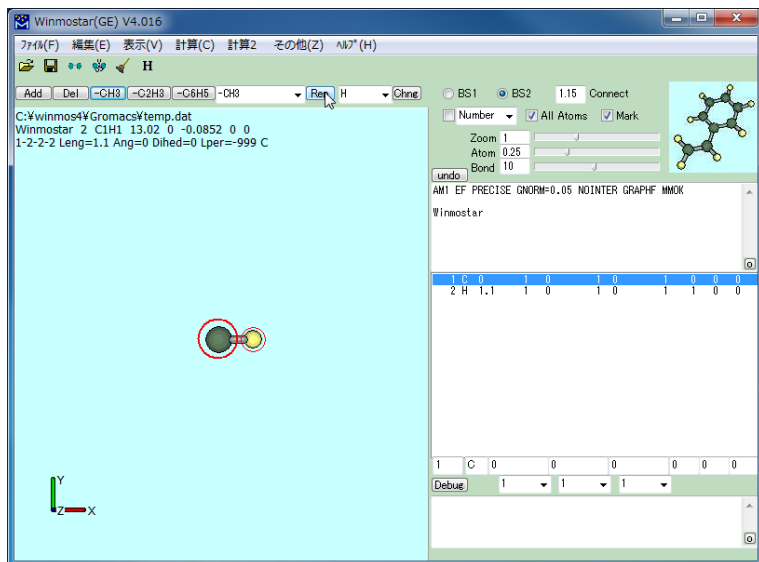 Winmostar(GE) V4.016
ﾌｧｲﾙ(F) 編集(E) 表示(V) 計算(C) 計算2 その他(Z) ﾍﾙﾌﾟ(H)
H
Add Del -CH3 -C2H3 -C6H5 -CH3 Rep H Chng
BS1 BS2 1.15 Connect
Number All Atoms Mark
Zoom 1
Atom 0.25
Bond 10
undo
C:¥winmos4¥Gromacs¥temp.dat
Winmostar 2 C1H1 13.02 0 -0.0852 0 0
1-2-2-2 Leng=1.1 Ang=0 Dihed=0 Lper=-999 C
AM1 EF PRECISE GNORM=0.05 NOINTER GRAPHF MMOK
Winmostar
o
1 C 0 1 0 1 0 1 0 0 0
2 H 1.1 1 0 1 0 1 1 0 0
1 C 0 0 0 0 0 0
Debug 1 1 1
o
Y
Z X